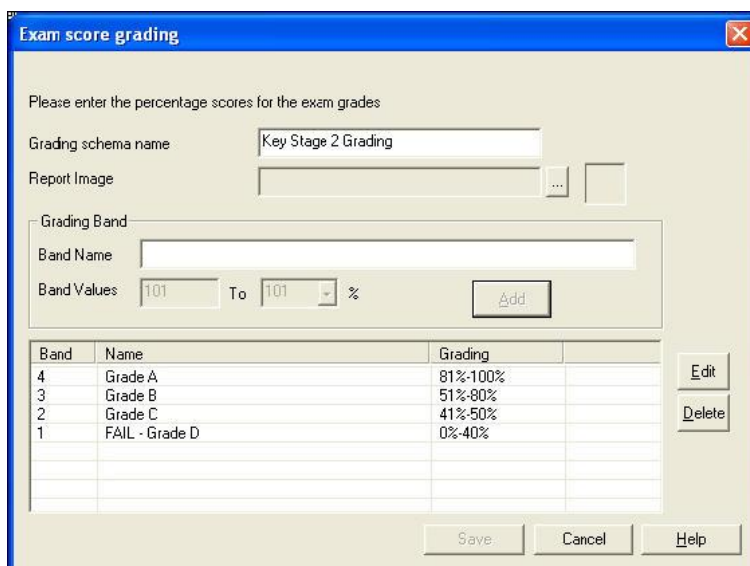 Exam score grading
Please enter the percentage scores for the exam grades
Grading schema name Key Stage 2 Grading
Report Image ...
Grading Band
Band Name
Band Values 101 To 101 % Add
Band Name Grading
4 Grade A 81%-100%
3 Grade B 51%-80%
2 Grade C 41%-50%
1 FAIL - Grade D 0%-40%
Edit
Delete
Save Cancel Help